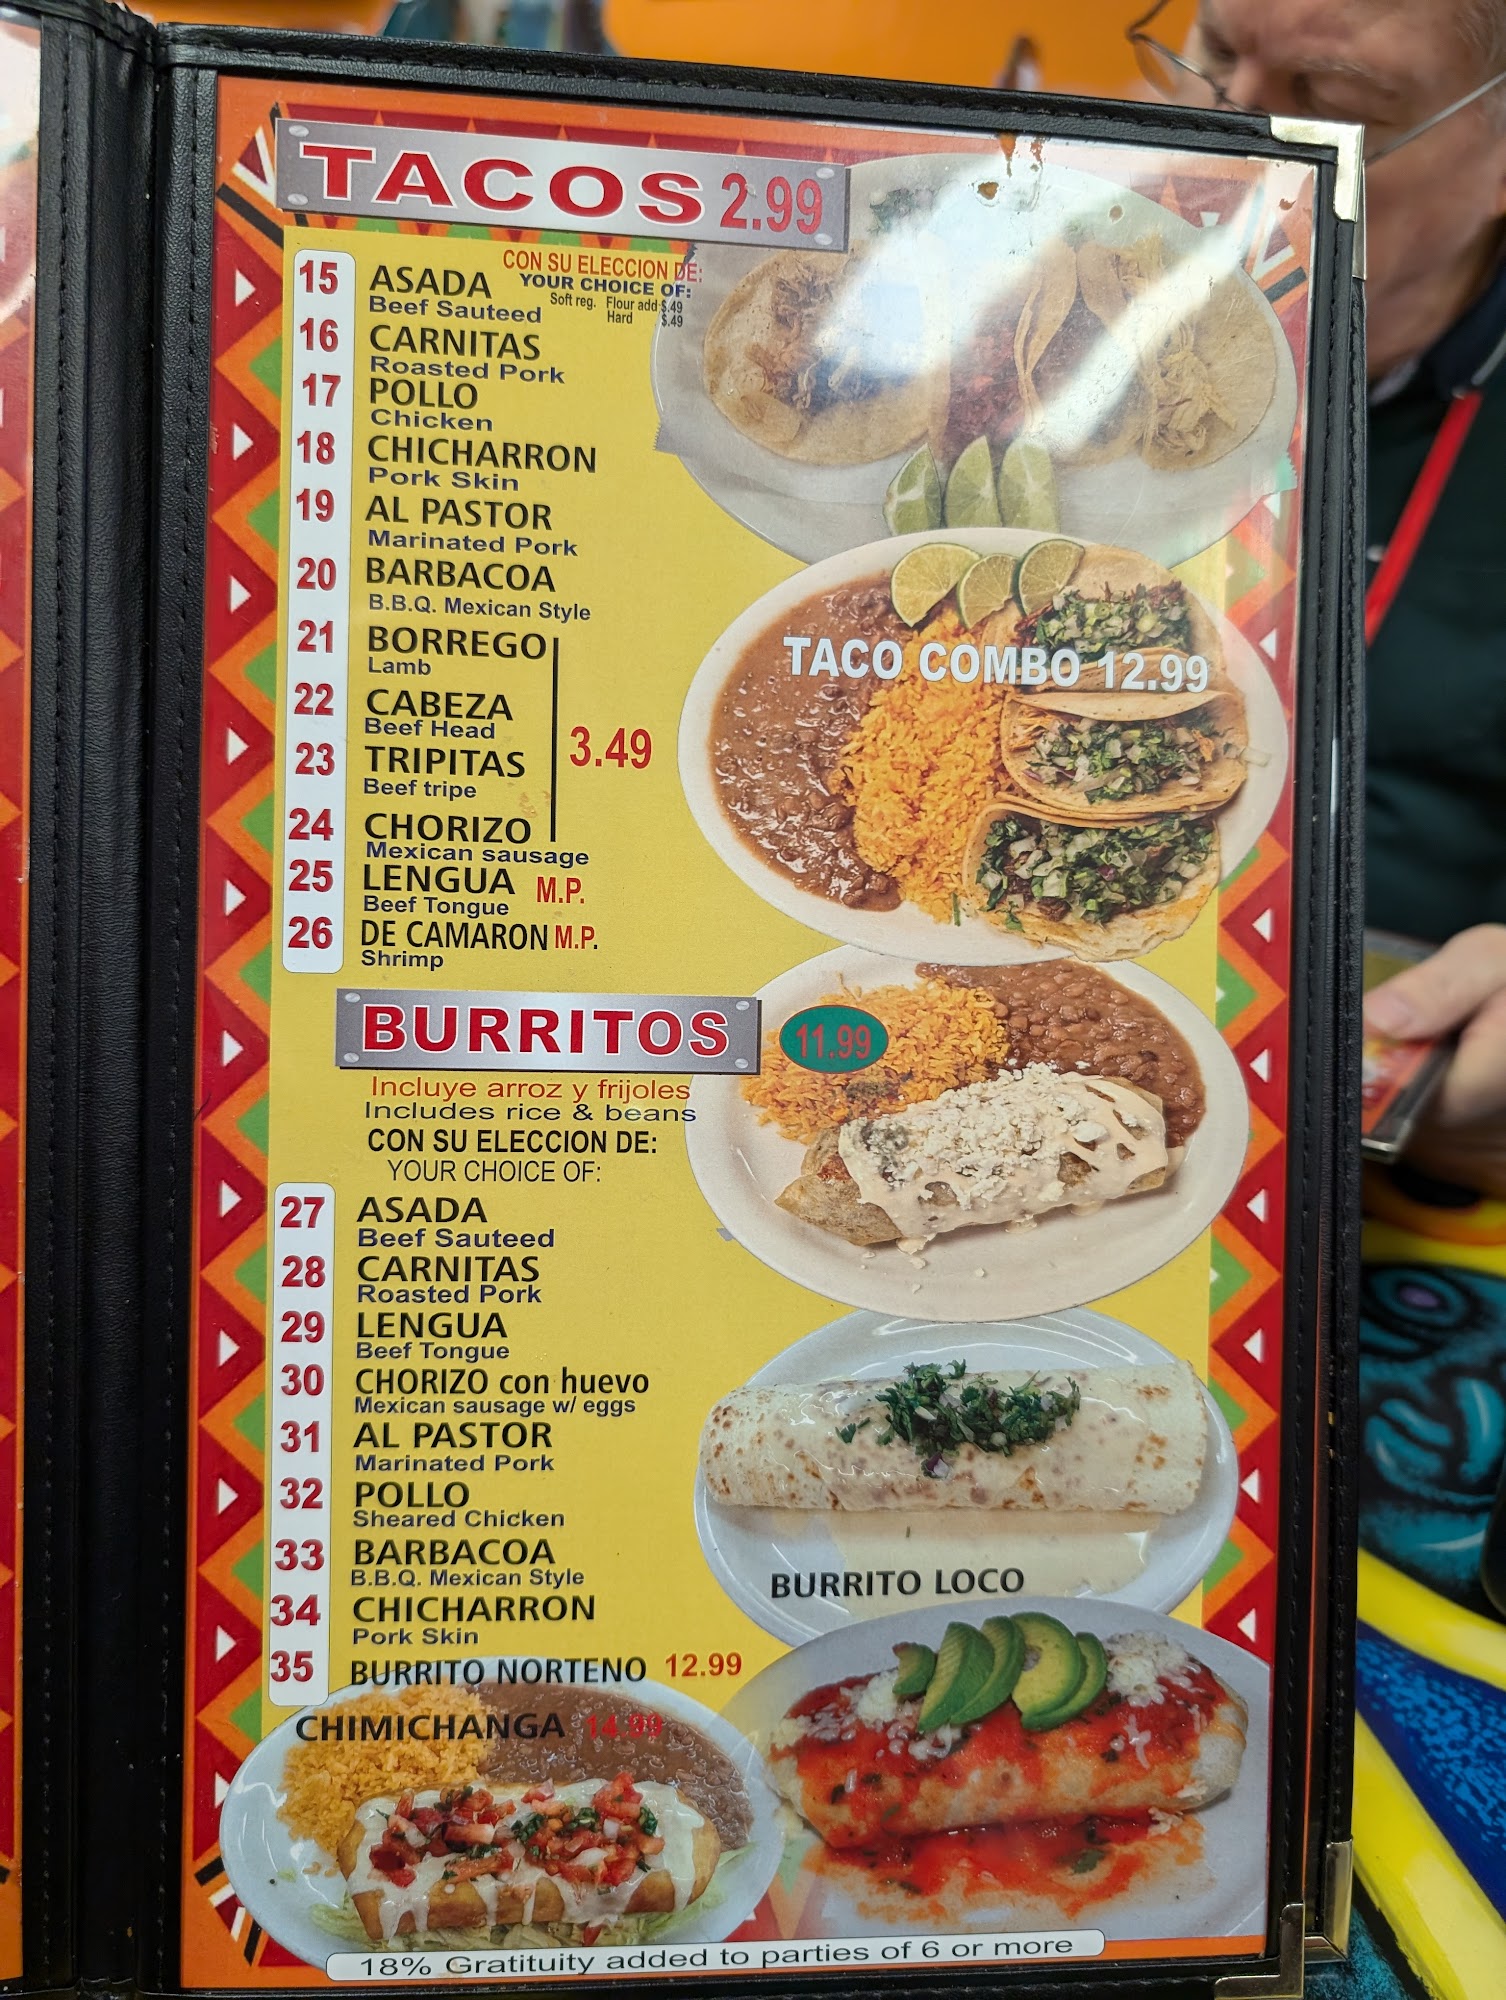 TACOS 2.99
CON SU ELECCION DE:
YOUR CHOICE OF:
Soft reg. Flour add $.49
Hard $.49
15 ASADA
Beef Sauteed
16 CARNITAS
Roasted Pork
17 POLLO
Chicken
18 CHICHARRON
Pork Skin
19 AL PASTOR
Marinated Pork
20 BARBACOA
B.B.Q. Mexican Style
21 BORREGO
Lamb
22 CABEZA
Beef Head
23 TRIPITAS
Beef tripe
3.49
24 CHORIZO
Mexican sausage
25 LENGUA M.P.
Beef Tongue
26 DE CAMARON M.P.
Shrimp
TACO COMBO 12.99
BURRITOS 11.99
Incluye arroz y frijoles
Includes rice & beans
CON SU ELECCION DE:
YOUR CHOICE OF:
27 ASADA
Beef Sauteed
28 CARNITAS
Roasted Pork
29 LENGUA
Beef Tongue
30 CHORIZO con huevo
Mexican sausage w/ eggs
31 AL PASTOR
Marinated Pork
32 POLLO
Sheared Chicken
33 BARBACOA
B.B.Q. Mexican Style
34 CHICHARRON
Pork Skin
35 BURRITO NORTENO 12.99
BURRITO LOCO
CHIMICHANGA 14.99
18% Gratituity added to parties of 6 or more